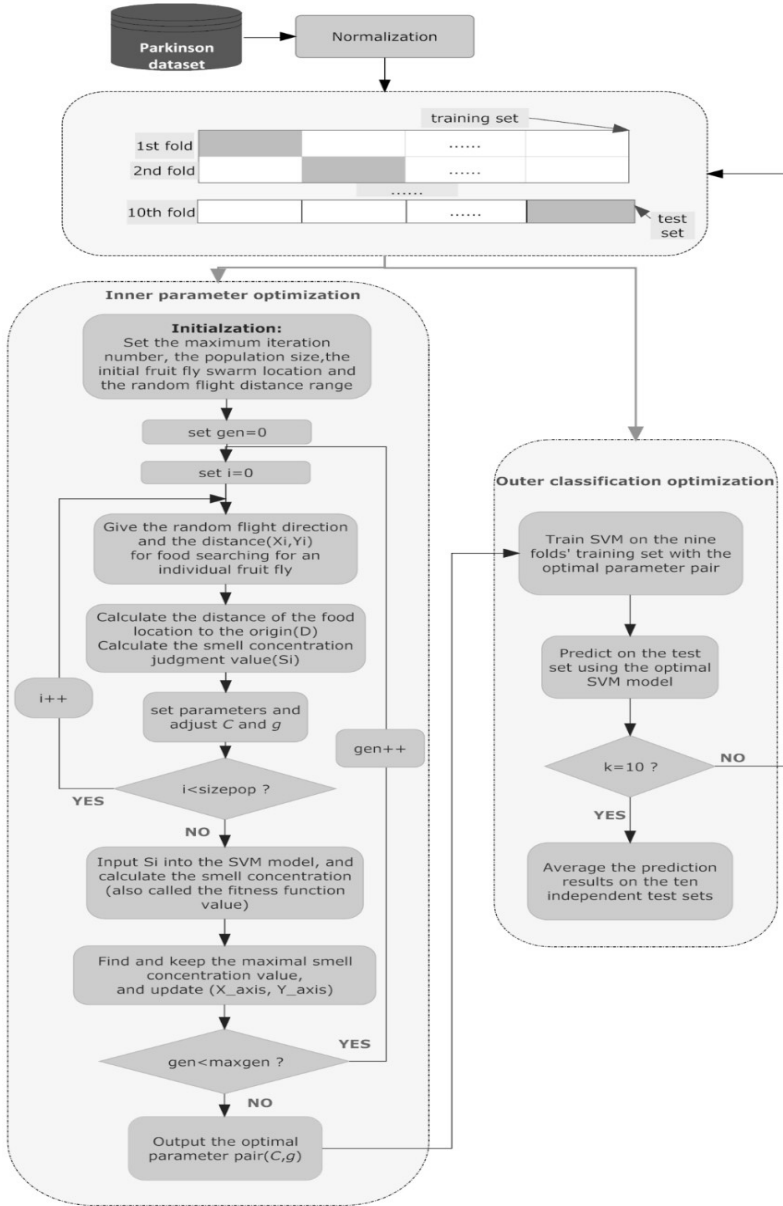 Parkinson
dataset
Normalization
training set
1st fold
......
2nd fold
......
......
10th fold
......
test
set
Inner parameter optimization
Initialzation:
Set the maximum iteration
number, the population size,the
initial fruit fly swarm location and
the random flight distance range
set gen=0
set i=0
Give the random flight direction
and the distance(Xi,Yi)
for food searching for an
individual fruit fly
Calculate the distance of the food
location to the origin(D)
Calculate the smell concentration
judgment value(Si)
i++
set parameters and
adjust C and g
gen++
i<sizepop ?
YES
NO
Input Si into the SVM model, and
calculate the smell concentration
(also called the fitness function
value)
Find and keep the maximal smell
concentration value,
and update (X_axis, Y_axis)
YES
gen<maxgen ?
NO
Output the optimal
parameter pair(C,g)
Outer classification optimization
Train SVM on the nine
folds' training set with the
optimal parameter pair
Predict on the test
set using the optimal
SVM model
NO
k=10 ?
YES
Average the prediction
results on the ten
independent test sets